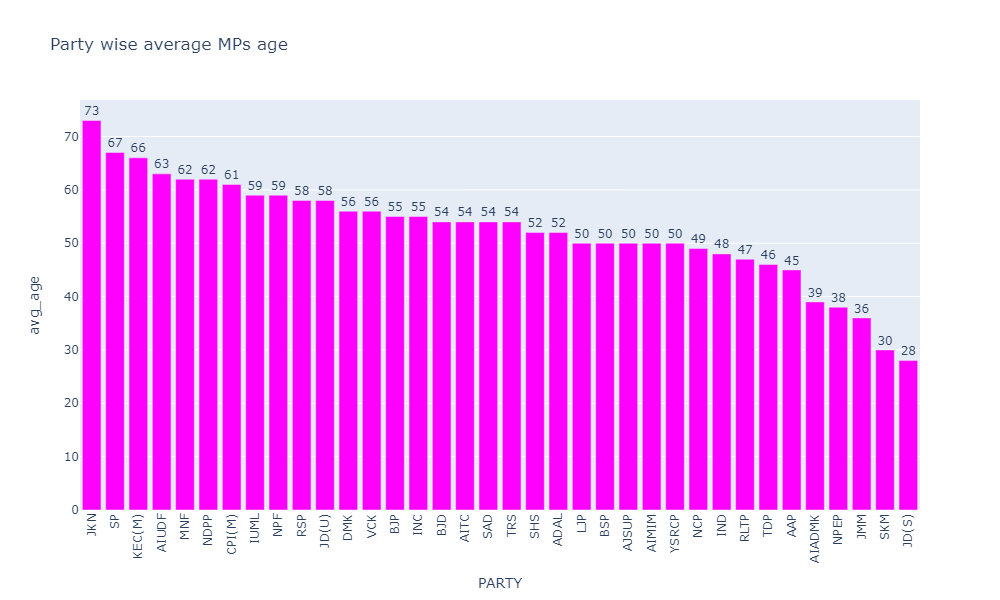 Party wise average MPs age
avg_age
70
60
50
40
30
20
10
0
73 67 66 63 62 62 61 59 59 58 58 56 56 55 55 54 54 54 54 52 52 50 50 50 50 50 49 48 47 46 45 39 38 36 30 28
JKN SP KEC(M) AIUDF MNF NDPP CPI(M) IUML NPF RSP JD(U) DMK VCK BJP INC BJD AITC SAD TRS SHS ADAL LJP BSP AJSUP AIMIM YSRCP NCP IND RLTP TDP AAP AIADMK NPEP JMM SKM JD(S)
PARTY